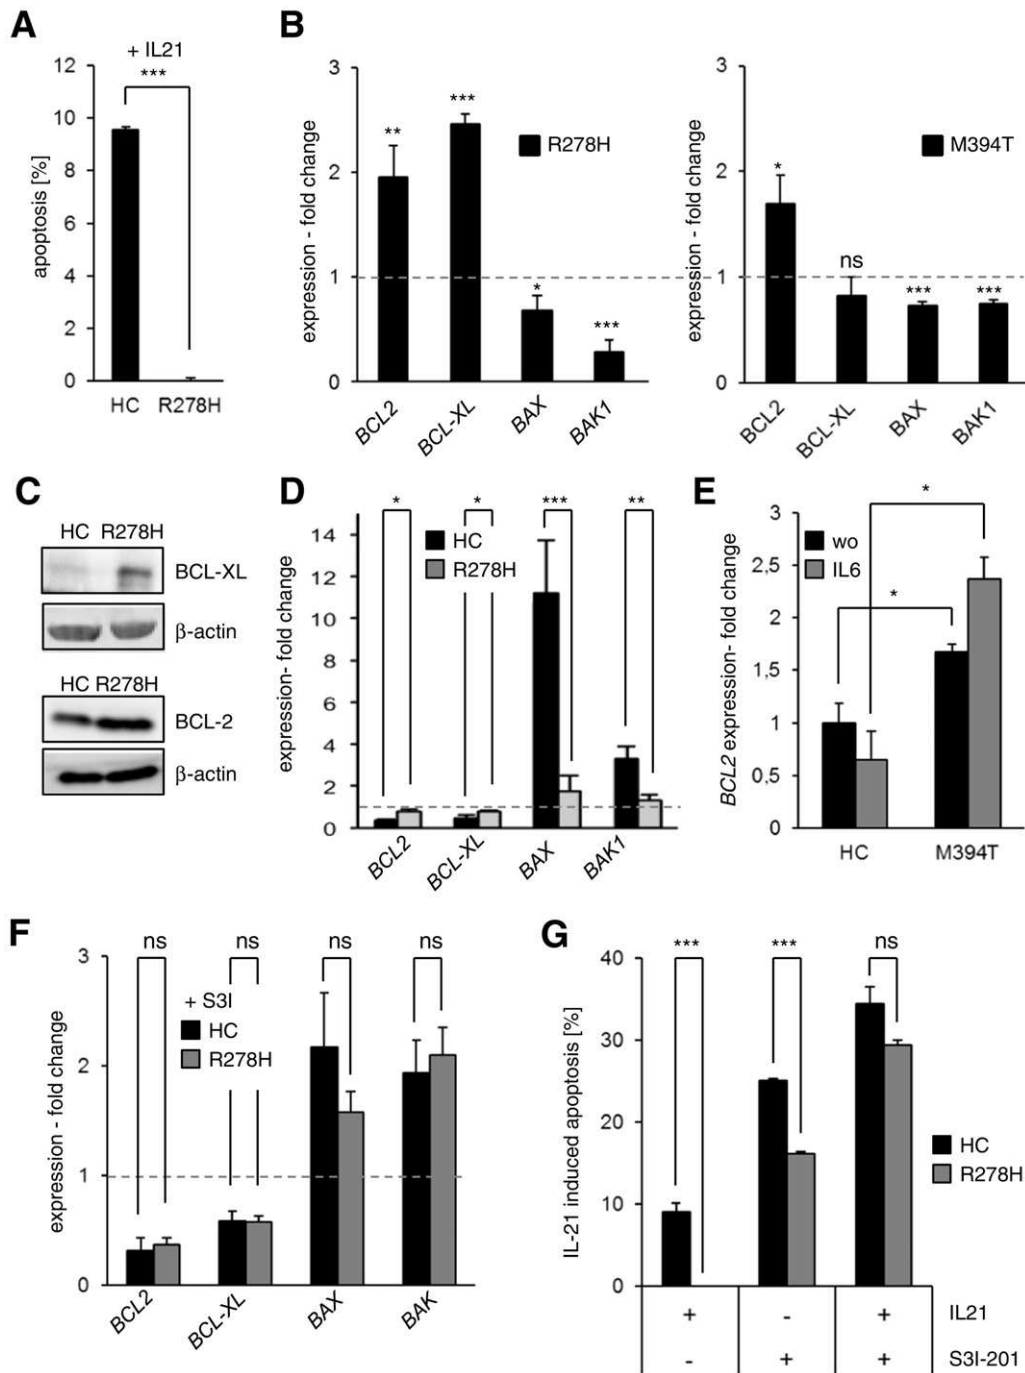 A
+ IL21
***
12
10
8
6
4
2
0
apoptosis [%]
HC R278H
B
3
2
1
0
expression - fold change
** *** * ***
R278H
BCL2 BCL-XL BAX BAK1
3
2
1
0
expression - fold change
* ns *** ***
M394T
BCL2 BCL-XL BAX BAK1
C
HC R278H
BCL-XL
β-actin
HC R278H
BCL-2
β-actin
D
* * *** **
14
12
10
8
6
4
2
0
expression- fold change
HC
R278H
BCL2 BCL-XL BAX BAK1
E
3
2,5
2
1,5
1
0,5
0
BCL2 expression- fold change
wo
IL6
*
*
HC M394T
F
ns ns ns ns
3
2
1
0
expression - fold change
+ S3I
HC
R278H
BCL2 BCL-XL BAX BAK
G
*** *** ns
40
30
20
10
0
IL-21 induced apoptosis [%]
HC
R278H
+ - + IL21
- + + S3I-201